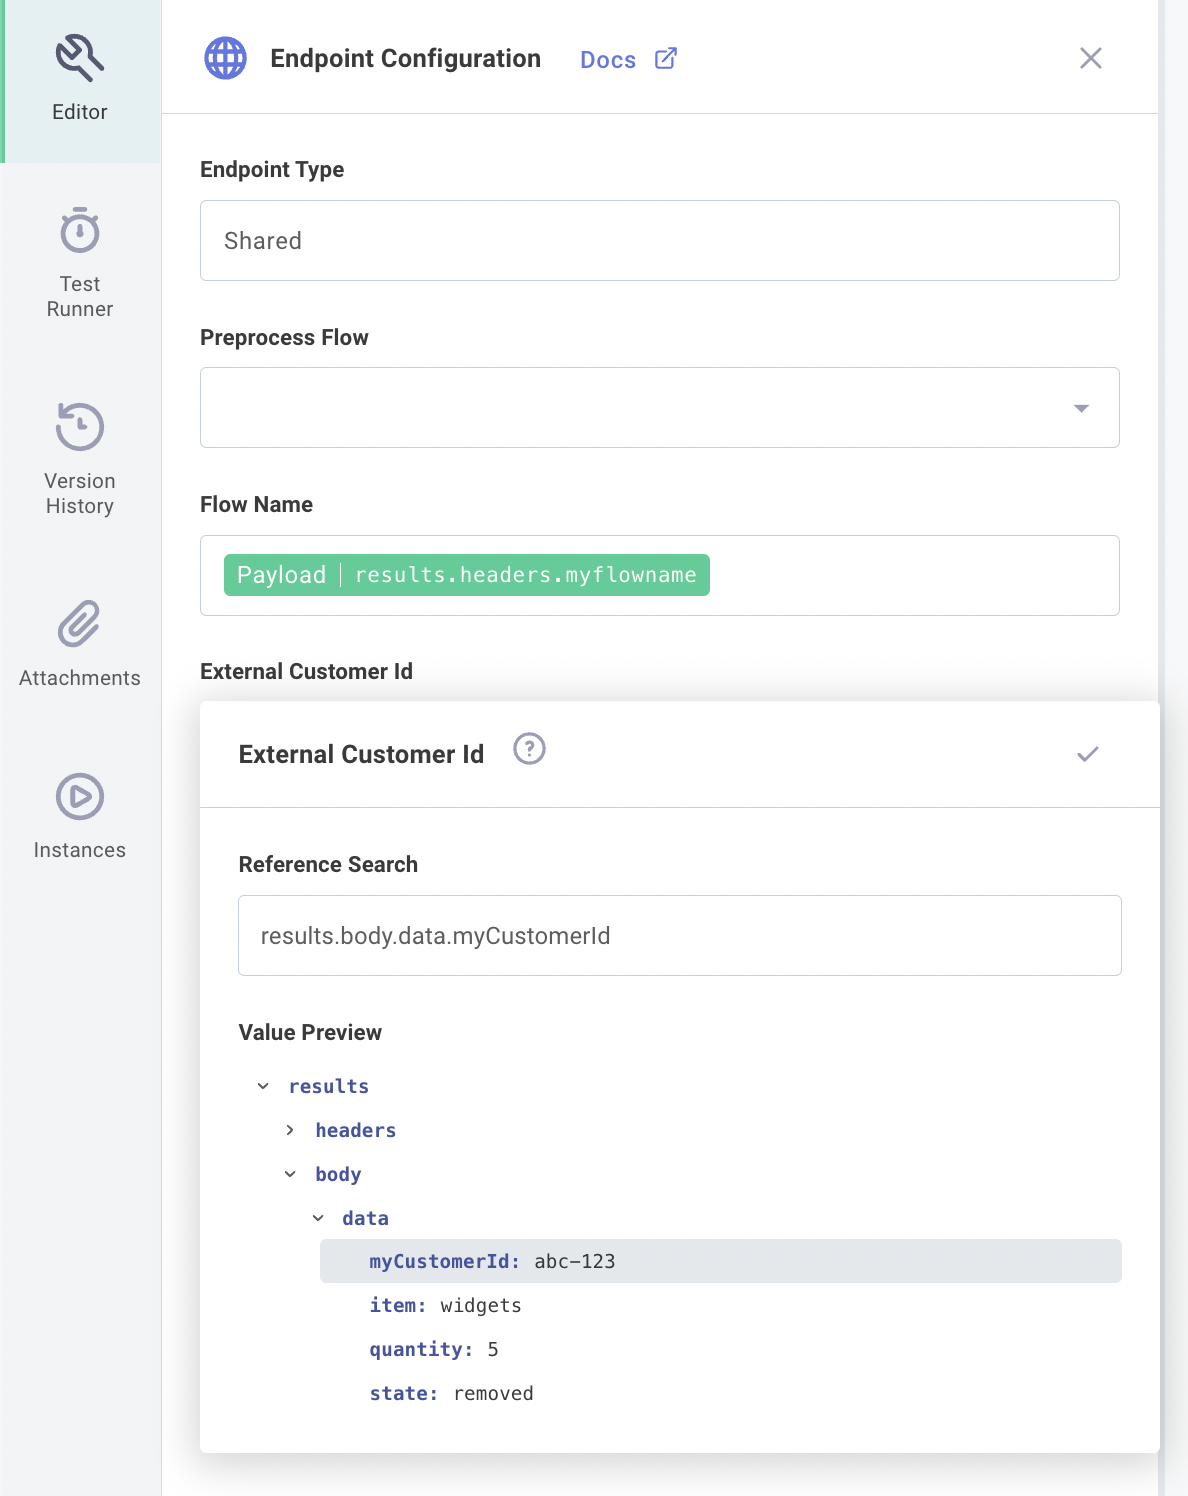 Editor
Test
Runner
Version
History
Attachments
Instances
Endpoint Configuration Docs
Endpoint Type
Shared
Preprocess Flow
Flow Name
Payload results.headers.myflowname
External Customer Id
External Customer Id ?
Reference Search
results.body.data.myCustomerId
Value Preview
results
headers
body
data
myCustomerId: abc-123
item: widgets
quantity: 5
state: removed